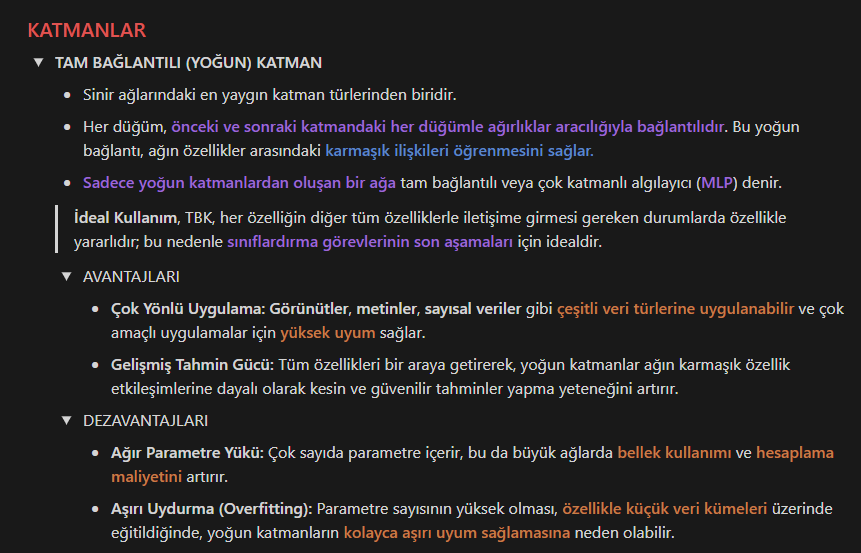 KATMANLAR
TAM BAĞLANTILI (YOĞUN) KATMAN
Sinir ağlarındaki en yaygın katman türlerinden biridir.
Her düğüm, önceki ve sonraki katmandaki her düğümle ağırlıklar aracılığıyla bağlantılıdır. Bu yoğun
bağlantı, ağın özellikler arasındaki karmaşık ilişkileri öğrenmesini sağlar.
Sadece yoğun katmanlardan oluşan bir ağa tam bağlantılı veya çok katmanlı algılayıcı (MLP) denir.
İdeal Kullanım, TBK, her özelliğin diğer tüm özelliklerle iletişime girmesi gereken durumlarda özellikle
yararlıdır; bu nedenle sınıflardırma görevlerinin son aşamaları için idealdir.
AVANTAJLARI
Çok Yönlü Uygulama: Görünütler, metinler, sayısal veriler gibi çeşitli veri türlerine uygulanabilir ve çok
amaçlı uygulamalar için yüksek uyum sağlar.
Gelişmiş Tahmin Gücü: Tüm özellikleri bir araya getirerek, yoğun katmanlar ağın karmaşık özellik
etkileşimlerine dayalı olarak kesin ve güvenilir tahminler yapma yeteneğini artırır.
DEZAVANTAJLARI
Ağır Parametre Yükü: Çok sayıda parametre içerir, bu da büyük ağlarda bellek kullanımı ve hesaplama
maliyetini artırır.
Aşırı Uydurma (Overfitting): Parametre sayısının yüksek olması, özellikle küçük veri kümeleri üzerinde
eğitildiğinde, yoğun katmanların kolayca aşırı uyum sağlamasına neden olabilir.